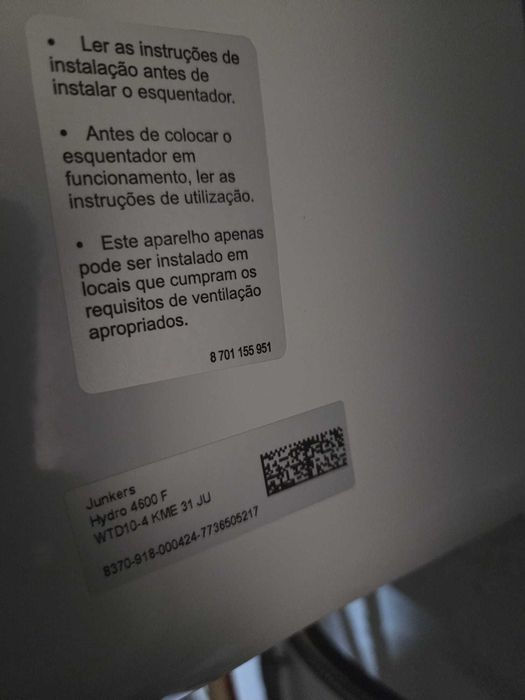 • Ler as instruções de
instalação antes de
instalar o esquentador.
• Antes de colocar o
esquentador em
funcionamento, ler as
instruções de utilização.
• Este aparelho apenas
pode ser instalado em
locais que cumpram os
requisitos de ventilação
apropriados.
8 701 155 951
Junkers
Hydro 4600 F
WTD10-4 KME 31 JU
8370-918-000424-7736505217